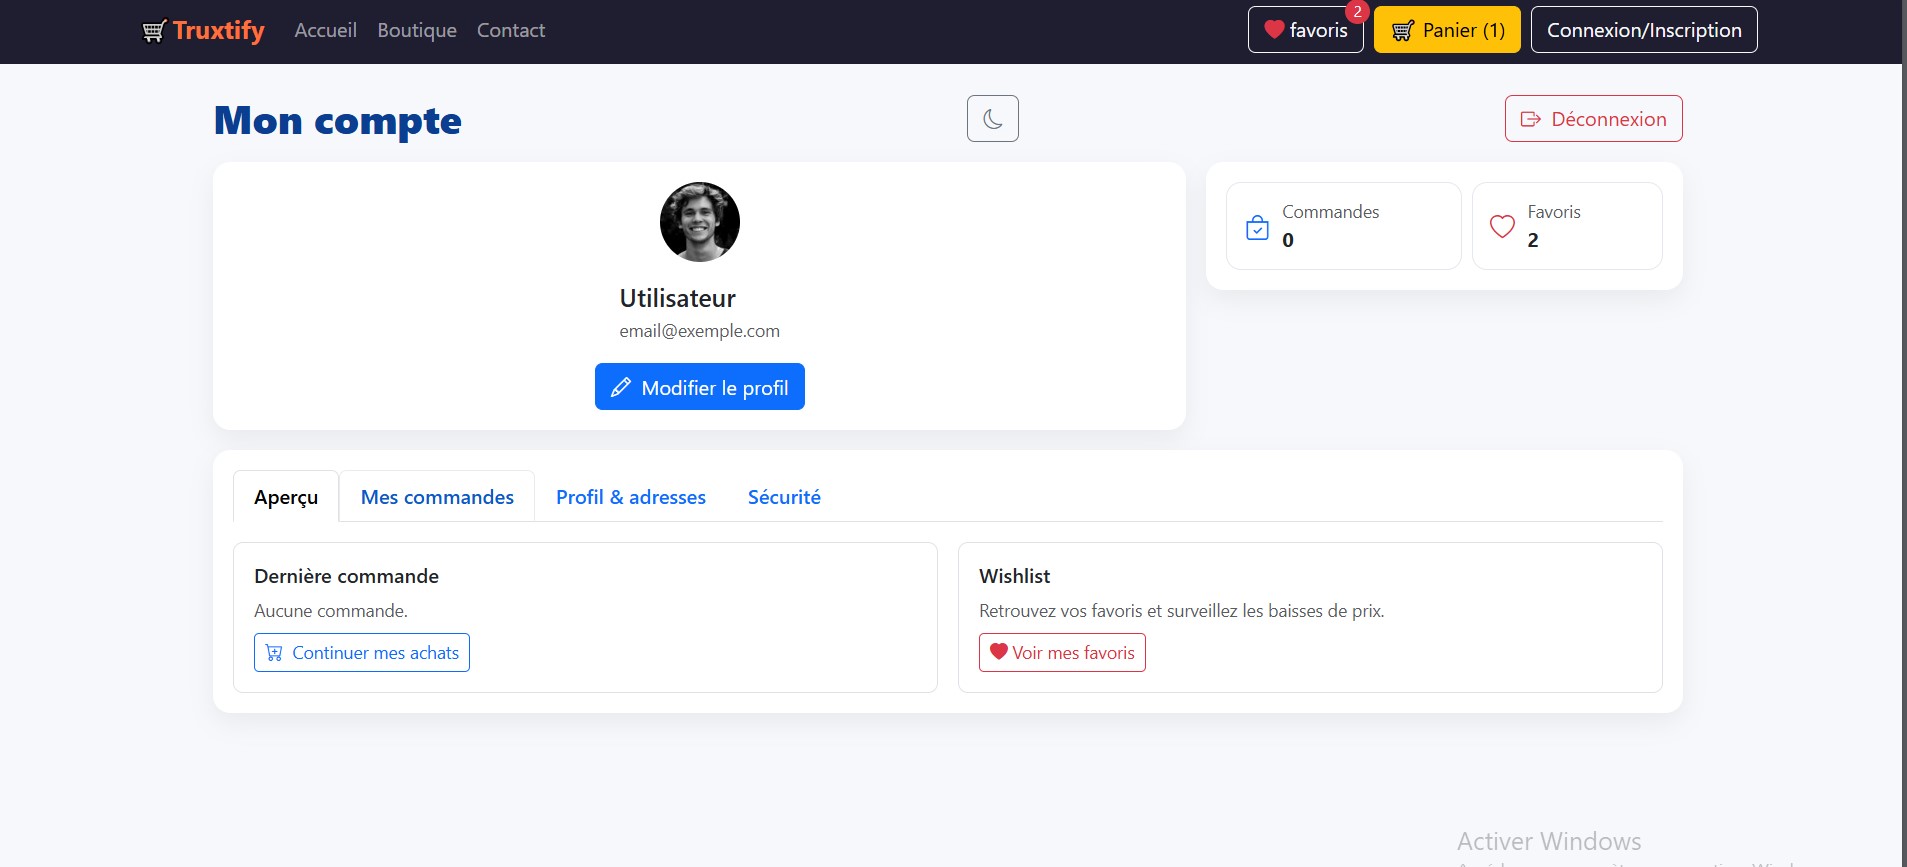 Truxtify Accueil Boutique Contact favoris 2 Panier (1) Connexion/Inscription
Mon compte Déconnexion
Commandes
0
Favoris
2
Utilisateur
email@exemple.com
Modifier le profil
Aperçu Mes commandes Profil & adresses Sécurité
Dernière commande
Aucune commande.
Continuer mes achats
Wishlist
Retrouvez vos favoris et surveillez les baisses de prix.
Voir mes favoris
Activer Windows